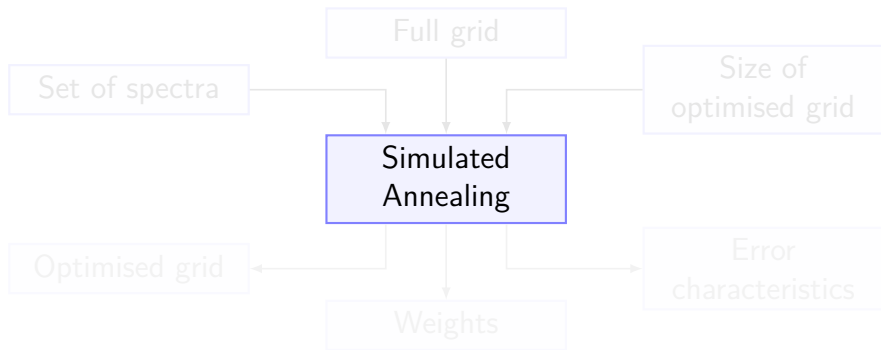 Full grid
Set of spectra
Size of
optimised grid
Simulated
Annealing
Optimised grid
Error
characteristics
Weights